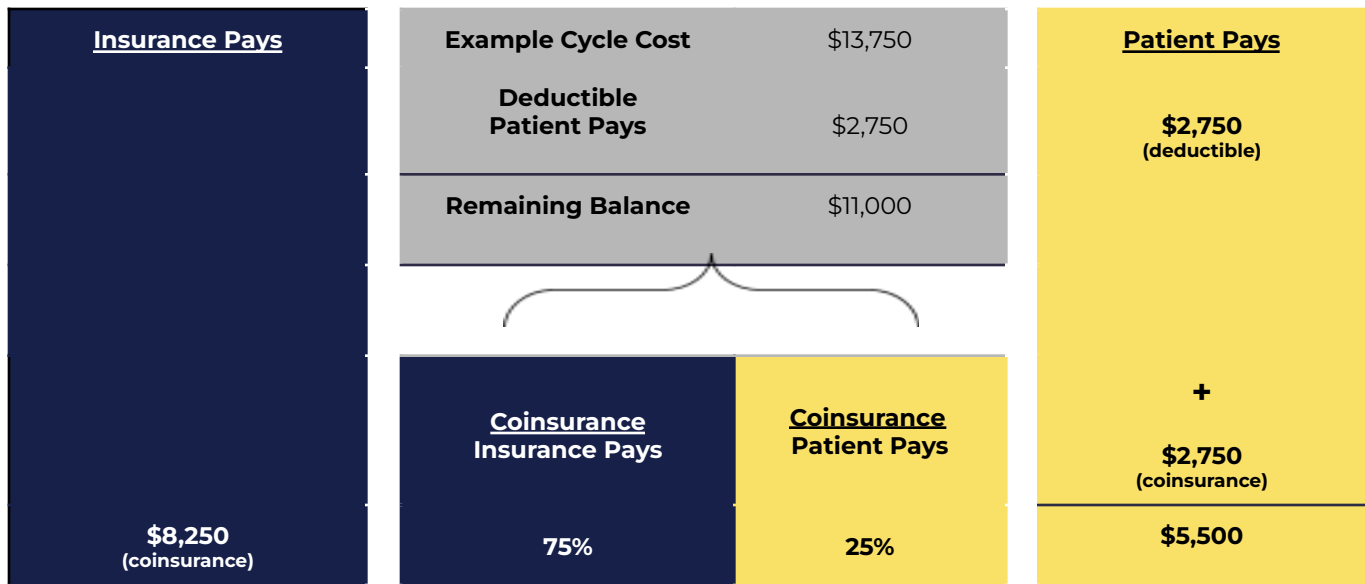 Insurance Pays
Example Cycle Cost $13,750
Patient Pays
Deductible
Patient Pays $2,750
$2,750
(deductible)
Remaining Balance $11,000
+
Coinsurance
Insurance Pays
Coinsurance
Patient Pays
$2,750
(coinsurance)
$8,250
(coinsurance)
75%
25%
$5,500